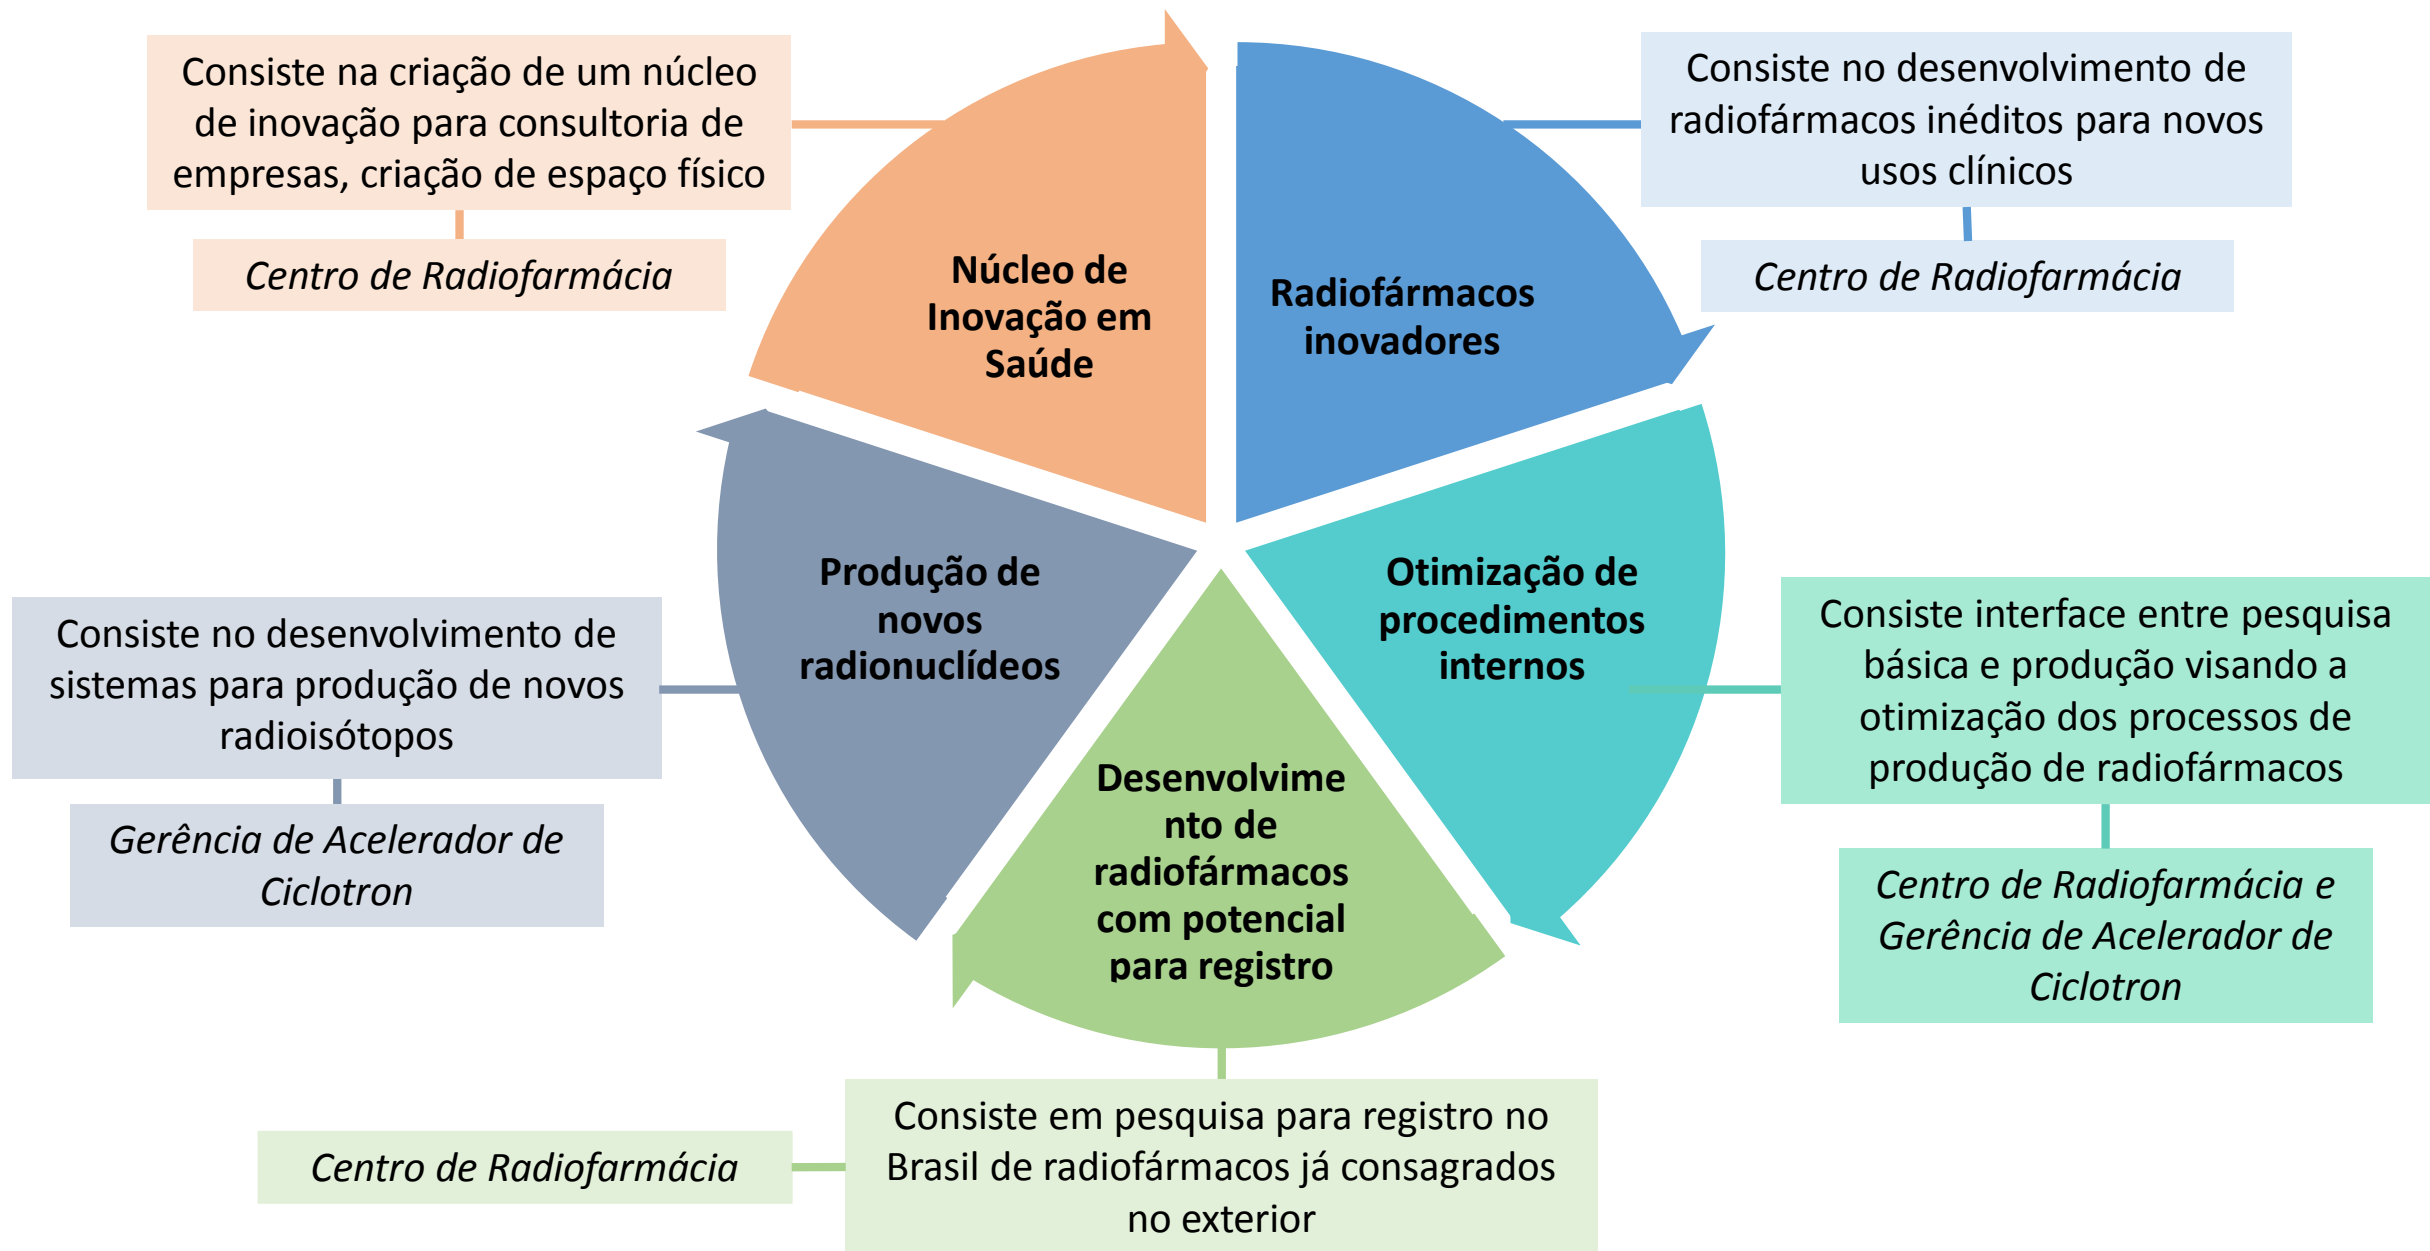 Consiste na criação de um núcleo
de inovação para consultoria de
empresas, criação de espaço físico
Centro de Radiofarmácia
Consiste no desenvolvimento de
radiofármacos inéditos para novos
usos clínicos
Centro de Radiofarmácia
Núcleo de
Inovação em
Saúde
Radiofármacos
inovadores
Produção de
novos
radionuclídeos
Otimização de
procedimentos
internos
Desenvolvime
nto de
radiofármacos
com potencial
para registro
Consiste no desenvolvimento de
sistemas para produção de novos
radioisótopos
Gerência de Acelerador de
Ciclotron
Consiste interface entre pesquisa
básica e produção visando a
otimização dos processos de
produção de radiofármacos
Centro de Radiofarmácia e
Gerência de Acelerador de
Ciclotron
Centro de Radiofarmácia
Consiste em pesquisa para registro no
Brasil de radiofármacos já consagrados
no exterior